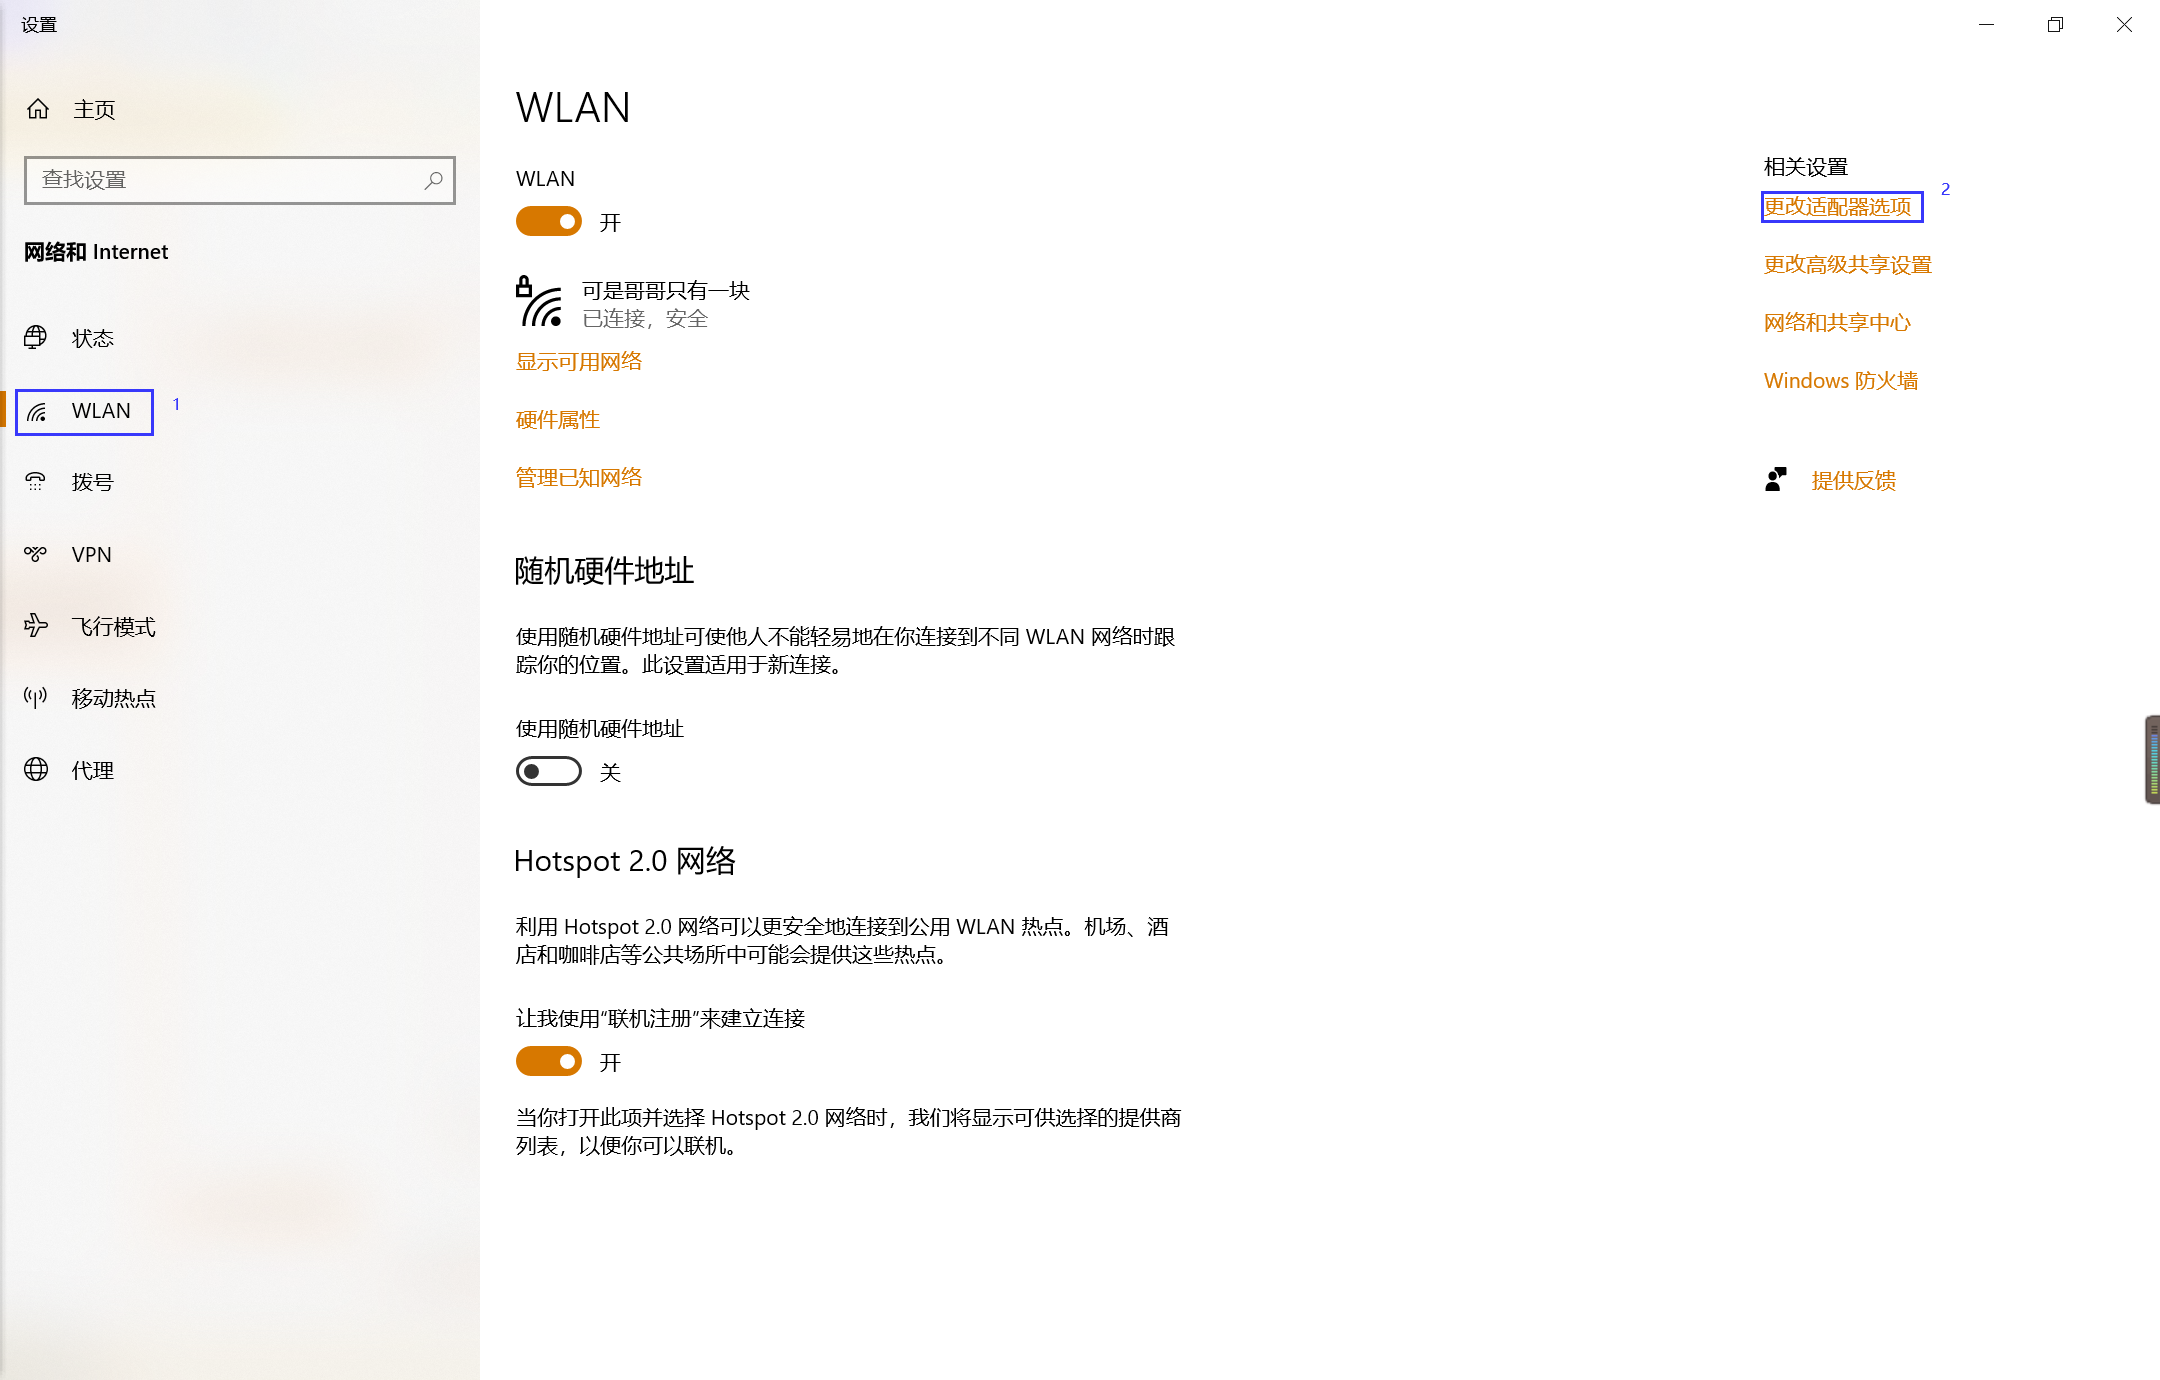 设置
主页
查找设置
网络和 Internet
状态
WLAN
1
拨号
VPN
飞行模式
移动热点
代理
WLAN
WLAN
开
可是哥哥只有一块
已连接，安全
显示可用网络
硬件属性
管理已知网络
随机硬件地址
使用随机硬件地址可使他人不能轻易地在你连接到不同 WLAN 网络时跟
踪你的位置。此设置适用于新连接。
使用随机硬件地址
关
Hotspot 2.0 网络
利用 Hotspot 2.0 网络可以更安全地连接到公用 WLAN 热点。机场、酒
店和咖啡店等公共场所中可能会提供这些热点。
让我使用“联机注册”来建立连接
开
当你打开此项并选择 Hotspot 2.0 网络时，我们将显示可供选择的提供商
列表，以便你可以联机。
相关设置
更改适配器选项
2
更改高级共享设置
网络和共享中心
Windows 防火墙
提供反馈